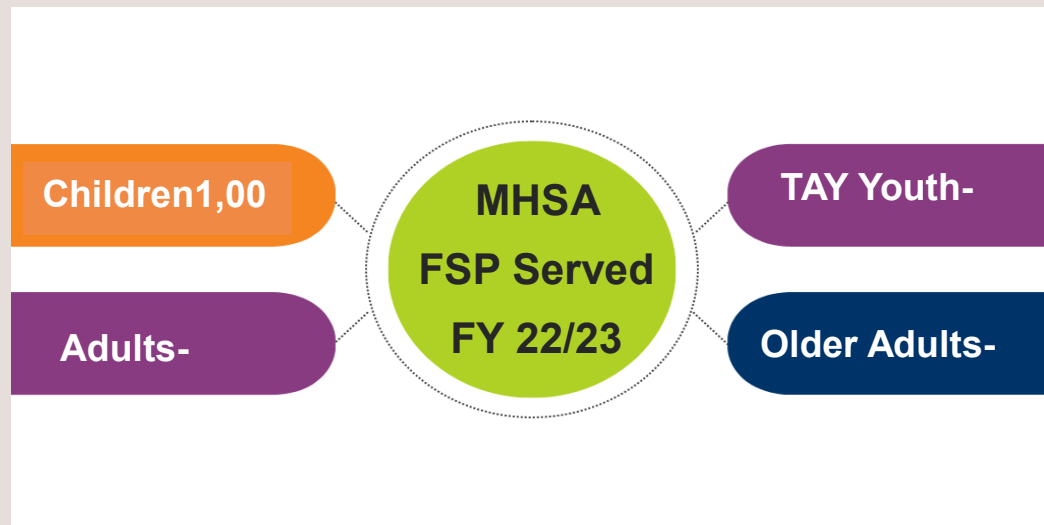 Children1,00
Adults-
MHSA
FSP Served
FY 22/23
TAY Youth-
Older Adults-